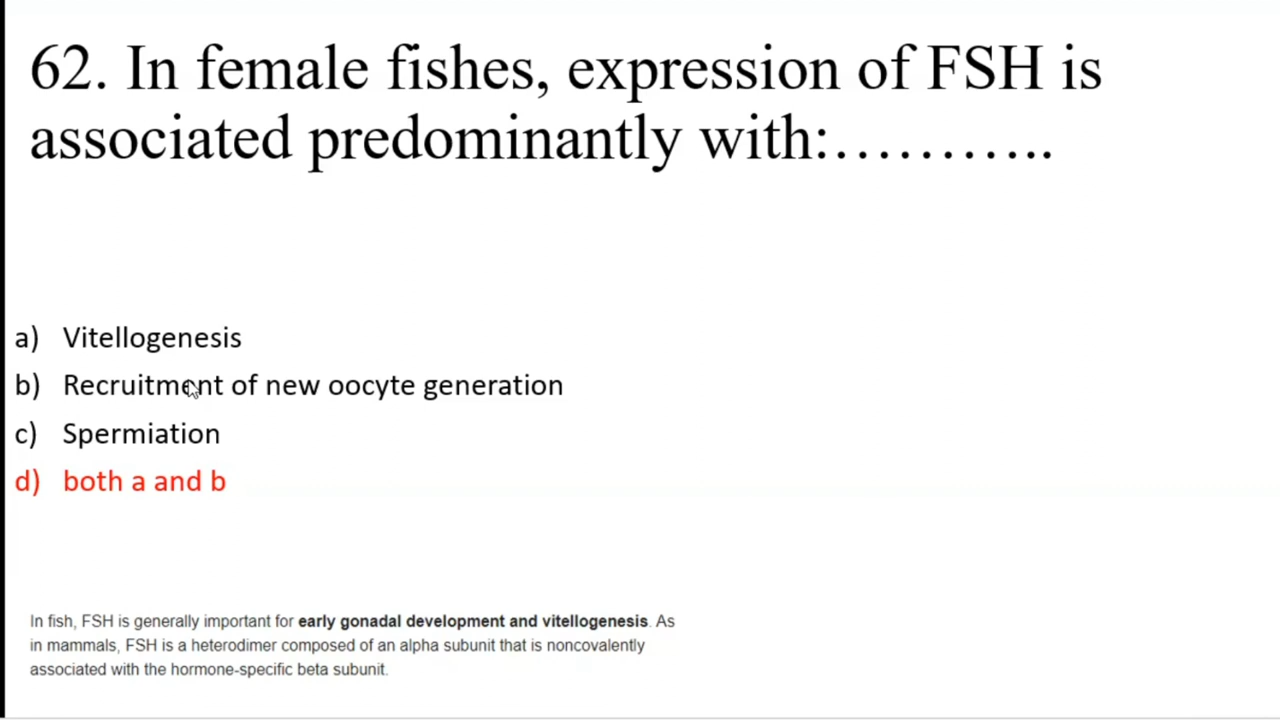 62. In female fishes, expression of FSH is
associated predominantly with:………..
a) Vitellogenesis
b) Recruitment of new oocyte generation
c) Spermiation
d) both a and b
In fish, FSH is generally important for early gonadal development and vitellogenesis. As
in mammals, FSH is a heterodimer composed of an alpha subunit that is noncovalently
associated with the hormone-specific beta subunit.